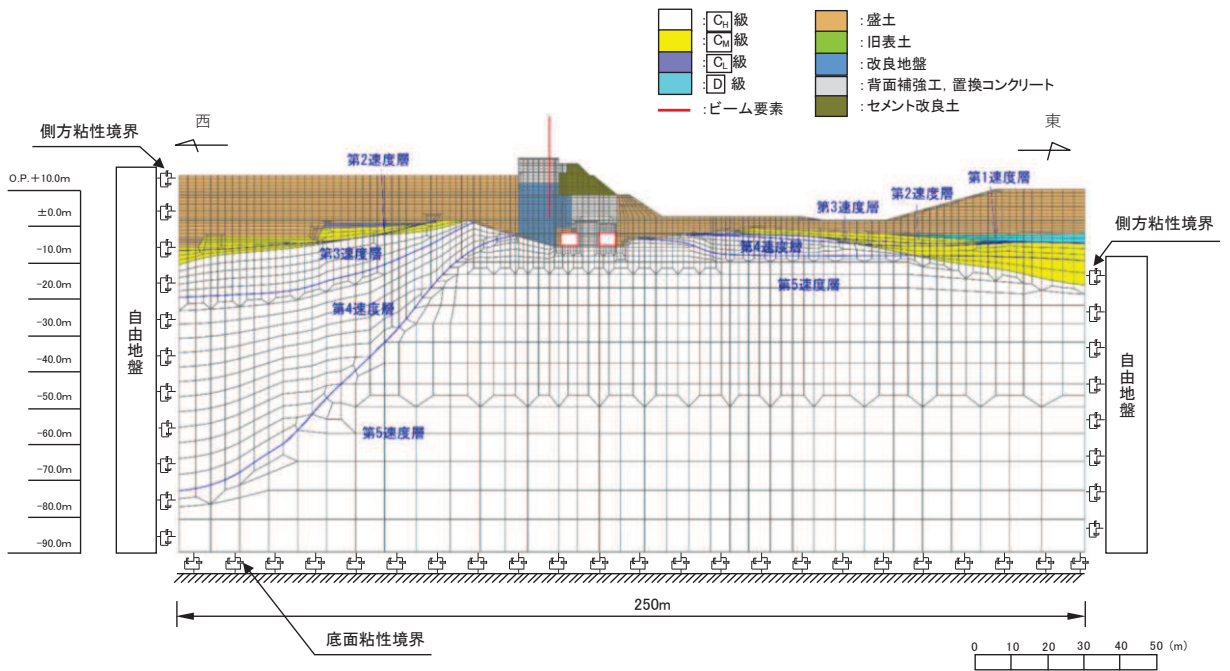 C_H 級
C_M 級
C_L 級
D 級
:ビーム要素
:盛土
:旧表土
:改良地盤
:背面補強工, 置換コンクリート
:セメント改良土
西
東
側方粘性境界
側方粘性境界
O.P.+10.0m
±0.0m
-10.0m
-20.0m
-30.0m
-40.0m
-50.0m
-60.0m
-70.0m
-80.0m
-90.0m
自由地盤
自由地盤
第2速度層
第3速度層
第4速度層
第5速度層
第1速度層
第2速度層
第3速度層
第4速度層
第5速度層
250m
底面粘性境界
0 10 20 30 40 50 (m)